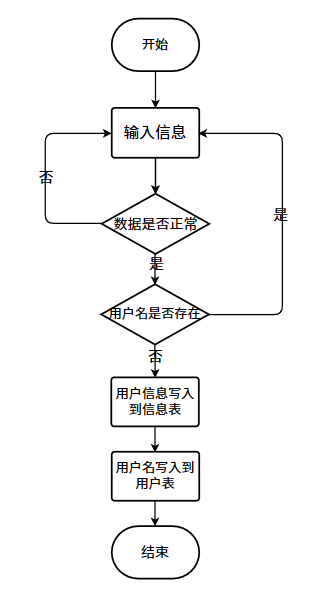 开始
输入信息
否
数据是否正常
是
是
用户名是否存在
否
用户信息写入
到信息表
用户名写入到
用户表
结束